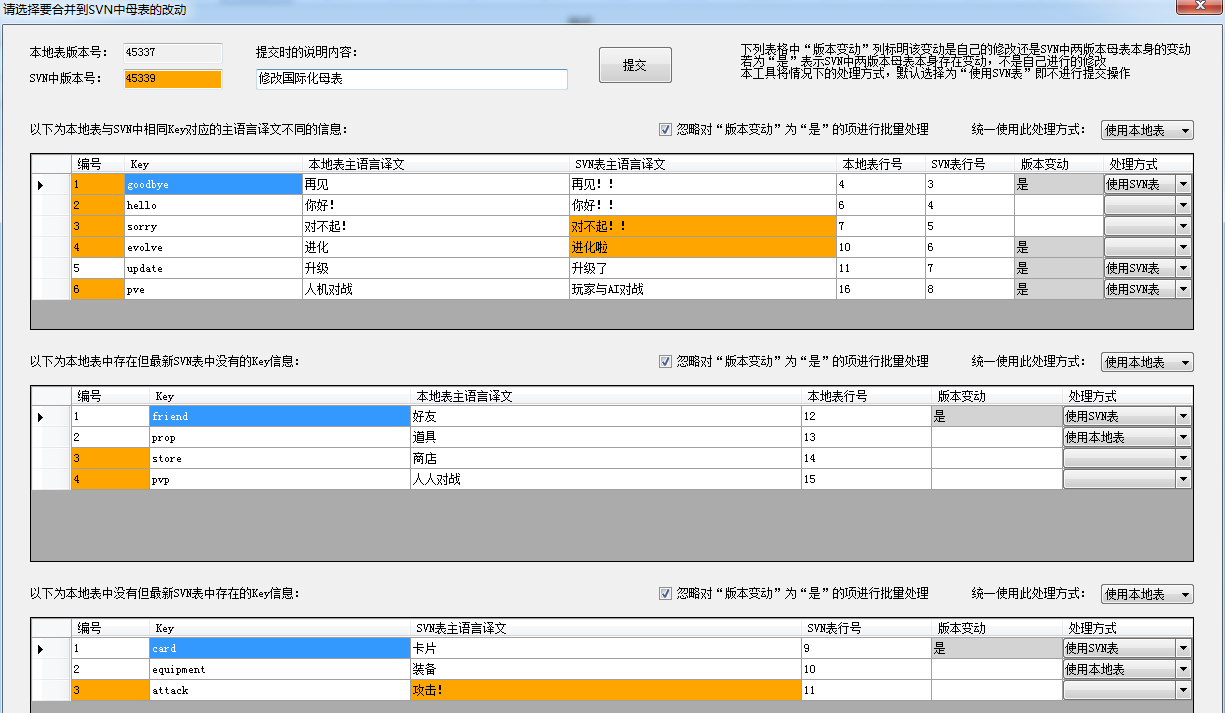 请选择要合并到SVN中母表的改动
本地表版本号： 45337 提交时的说明内容：
SVN中版本号： 45339 修改国际化母表 提交
下列表格中“版本变动”列标明该变动是自己的修改还是SVN中两版本母表本身的变动
若为“是”表示SVN中两版本母表本身存在变动，不是自己进行的修改
本工具将情况下的处理方式，默认选择为“使用SVN表”即不进行提交操作
以下为本地表与SVN中相同Key对应的主语言译文不同的信息： 忽略对“版本变动”为“是”的项进行批量处理 统一使用此处理方式： 使用本地表
编号 Key 本地表主语言译文 SVN表主语言译文 本地表行号 SVN表行号 版本变动 处理方式
1 goodbye 再见 再见！！ 4 3 是 使用SVN表
2 hello 你好！ 你好！！ 6 4
3 sorry 对不起！ 对不起！！ 7 5
4 evolve 进化 进化啦 10 6 是
5 update 升级 升级了 11 7 是 使用SVN表
6 pve 人机对战 玩家与AI对战 16 8 是 使用SVN表
以下为本地表中存在但最新SVN表中没有的Key信息： 忽略对“版本变动”为“是”的项进行批量处理 统一使用此处理方式： 使用本地表
编号 Key 本地表主语言译文 本地表行号 版本变动 处理方式
1 friend 好友 12 是 使用SVN表
2 prop 道具 13 使用本地表
3 store 商店 14
4 pvp 人人对战 15
以下为本地表中没有但最新SVN表中存在的Key信息： 忽略对“版本变动”为“是”的项进行批量处理 统一使用此处理方式： 使用本地表
编号 Key SVN表主语言译文 SVN表行号 版本变动 处理方式
1 card 卡片 9 是 使用SVN表
2 equipment 装备 10 使用本地表
3 attack 攻击！ 11